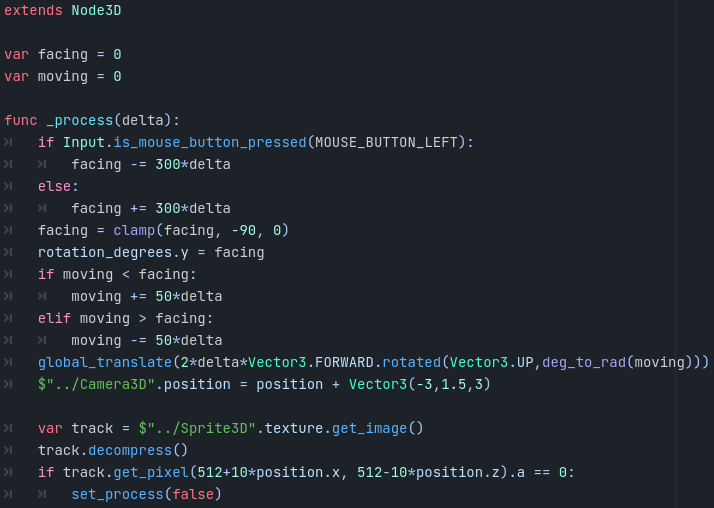 extends Node3D
var facing = 0
var moving = 0
func _process(delta):
if Input.is_mouse_button_pressed(MOUSE_BUTTON_LEFT):
facing -= 300*delta
else:
facing += 300*delta
facing = clamp(facing, -90, 0)
rotation_degrees.y = facing
if moving < facing:
moving += 50*delta
elif moving > facing:
moving -= 50*delta
global_translate(2*delta*Vector3.FORWARD.rotated(Vector3.UP,deg_to_rad(moving)))
$"../Camera3D".position = position + Vector3(-3,1.5,3)
var track = $"../Sprite3D".texture.get_image()
track.decompress()
if track.get_pixel(512+10*position.x, 512-10*position.z).a == 0:
set_process(false)